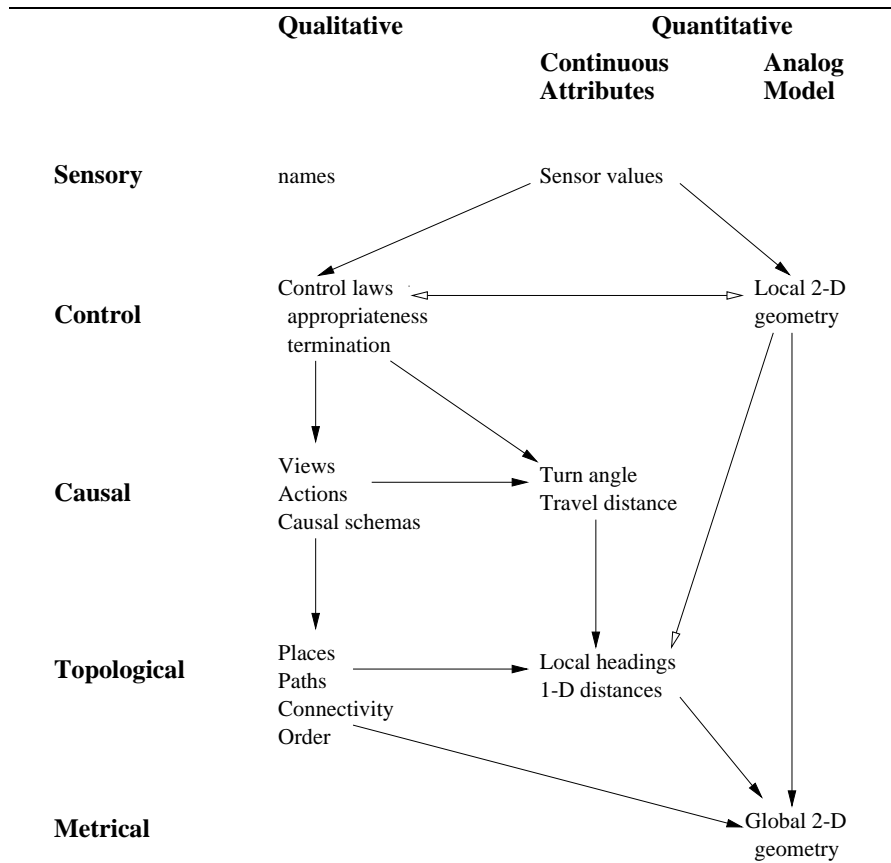 Qualitative Quantitative
Continuous Analog
Attributes Model
Sensory names Sensor values
Control laws Local 2-D
Control appropriateness geometry
termination
Views Turn angle
Causal Actions Travel distance
Causal schemas
Places Local headings
Topological Paths 1-D distances
Connectivity
Order
Metrical Global 2-D
geometry